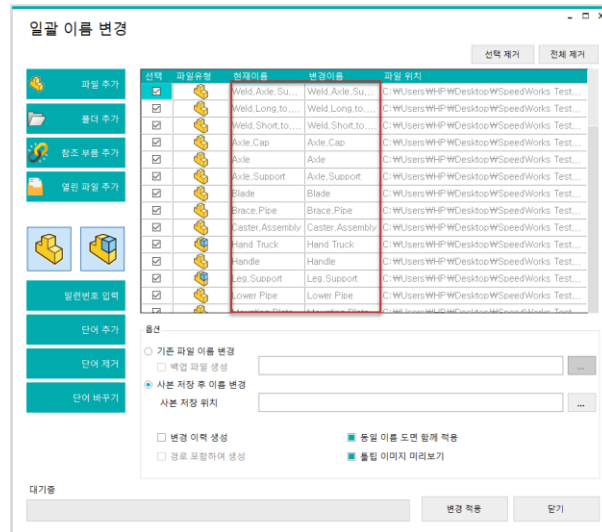 일괄 이름 변경
선택 제거 전체 제거
파일 추가
폴더 추가
참조 부품 추가
열린 파일 추가
일련번호 입력
단어 추가
단어 제거
단어 바꾸기
선택 파일유형 현재이름 변경이름 파일 위치
Weld,Axle,Su... Weld,Axle,Su... C:₩Users₩HP₩Desktop₩SpeedWorks Test...
Weld,Long,to,... Weld,Long,to,... C:₩Users₩HP₩Desktop₩SpeedWorks Test...
Weld,Short,to,... Weld,Short,to,... C:₩Users₩HP₩Desktop₩SpeedWorks Test...
Axle,Cap Axle,Cap C:₩Users₩HP₩Desktop₩SpeedWorks Test...
Axle Axle C:₩Users₩HP₩Desktop₩SpeedWorks Test...
Axle,Support Axle,Support C:₩Users₩HP₩Desktop₩SpeedWorks Test...
Blade Blade C:₩Users₩HP₩Desktop₩SpeedWorks Test...
Brace,Pipe Brace,Pipe C:₩Users₩HP₩Desktop₩SpeedWorks Test...
Caster,Assembly Caster,Assembly C:₩Users₩HP₩Desktop₩SpeedWorks Test...
Hand Truck Hand Truck C:₩Users₩HP₩Desktop₩SpeedWorks Test...
Handle Handle C:₩Users₩HP₩Desktop₩SpeedWorks Test...
Leg,Support Leg,Support C:₩Users₩HP₩Desktop₩SpeedWorks Test...
Lower Pipe Lower Pipe C:₩Users₩HP₩Desktop₩SpeedWorks Test...
옵션
기존 파일 이름 변경
백업 파일 생성 ...
사본 저장 후 이름 변경
사본 저장 위치 ...
변경 이력 생성 동일 이름 도면 함께 적용
경로 포함하여 생성 툴팁 이미지 미리보기
대기중
변경 적용 닫기